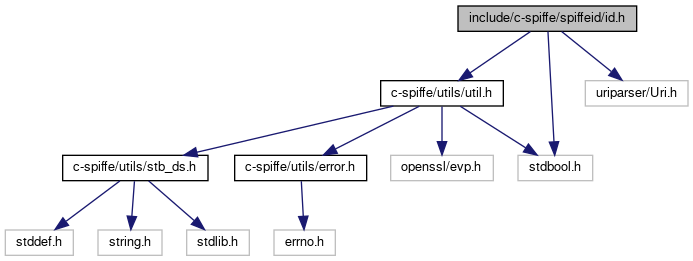 include/c-spiffe/spiffeid/id.h
c-spiffe/utils/util.h
uriparser/Uri.h
c-spiffe/utils/stb_ds.h
c-spiffe/utils/error.h
openssl/evp.h
stdbool.h
stddef.h
string.h
stdlib.h
errno.h